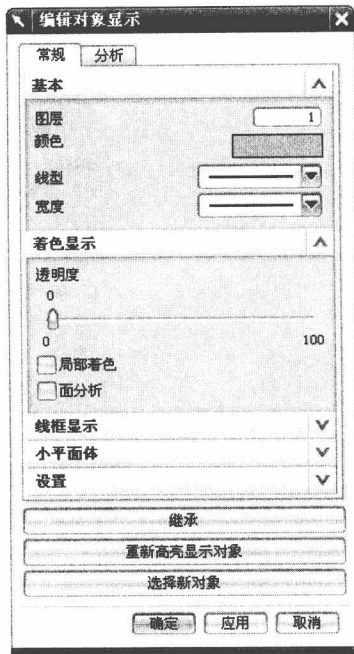 编辑对象显示
常规 分析
基本
图层 1
颜色
线型
宽度
着色显示
透明度
0
0 100
局部着色
面分析
线框显示
小平面体
设置
继承
重新高亮显示对象
选择新对象
确定 应用 取消